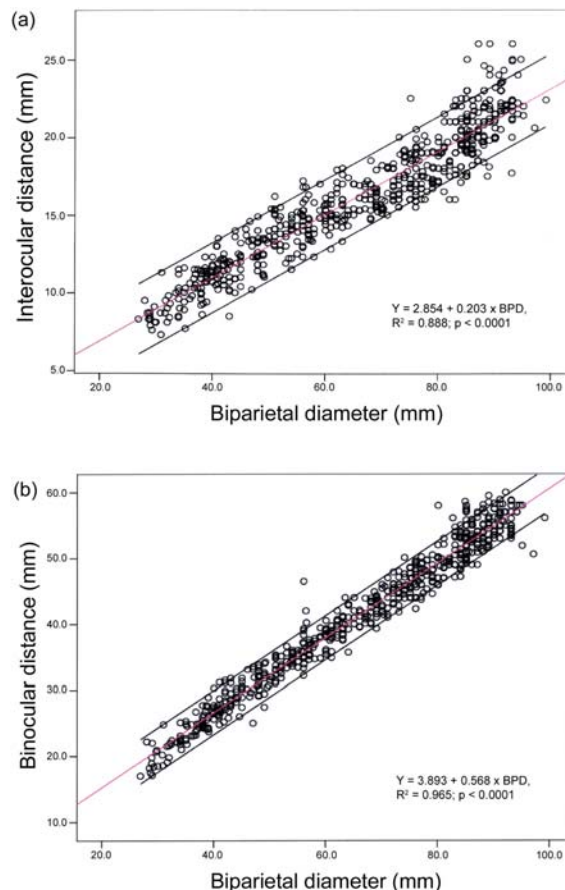 (a)
Interocular distance (mm)
25.0
20.0
15.0
10.0
5.0
Y = 2.854 + 0.203 x BPD,
R² = 0.888; p < 0.0001
20.0 40.0 60.0 80.0 100.0
Biparietal diameter (mm)
(b)
Binocular distance (mm)
60.0
50.0
40.0
30.0
20.0
10.0
Y = 3.893 + 0.568 x BPD,
R² = 0.965; p < 0.0001
20.0 40.0 60.0 80.0 100.0
Biparietal diameter (mm)